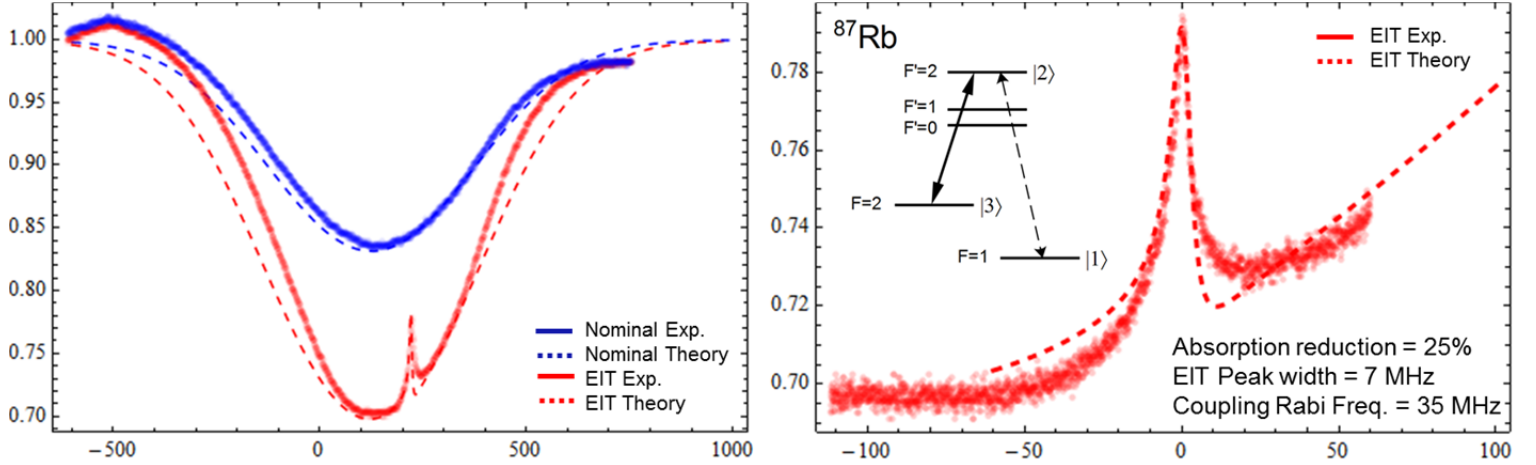 1.00
0.95
0.90
0.85
0.80
0.75
0.70
−500
0
500
1000
Nominal Exp.
Nominal Theory
EIT Exp.
EIT Theory
0.78
0.76
0.74
0.72
0.70
−100
−50
0
50
100
87Rb
EIT Exp.
EIT Theory
F'=2 |2⟩
F'=1
F'=0
F=2 |3⟩
F=1 |1⟩
Absorption reduction = 25%
EIT Peak width = 7 MHz
Coupling Rabi Freq. = 35 MHz